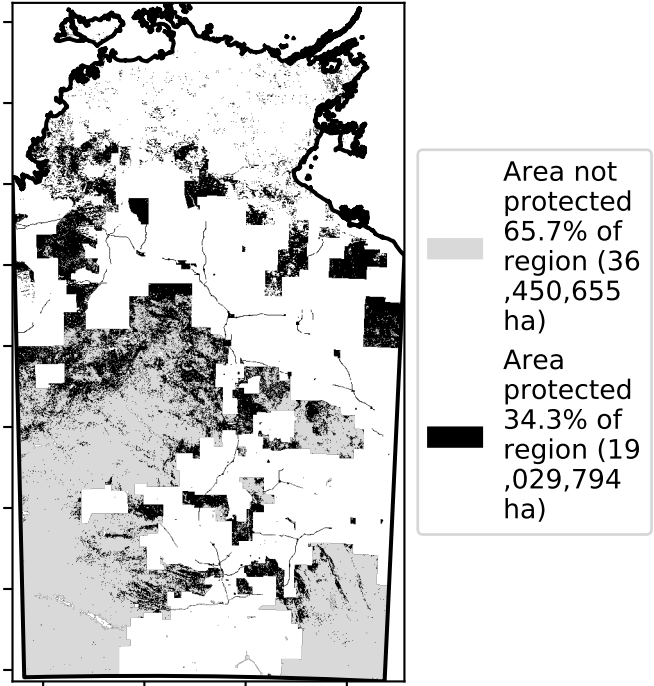 Area not
protected
65.7% of
region (36
,450,655
ha)
Area
protected
34.3% of
region (19
,029,794
ha)